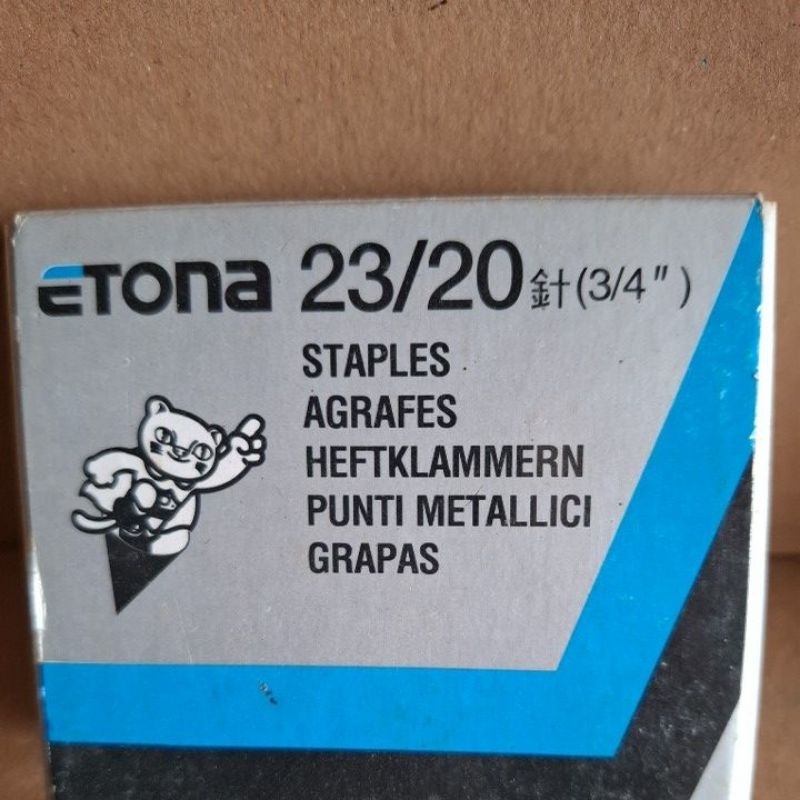 ETONA 23/20 針 (3/4")
STAPLES
AGRAFES
HEFTKLAMMERN
PUNTI METALLICI
GRAPAS